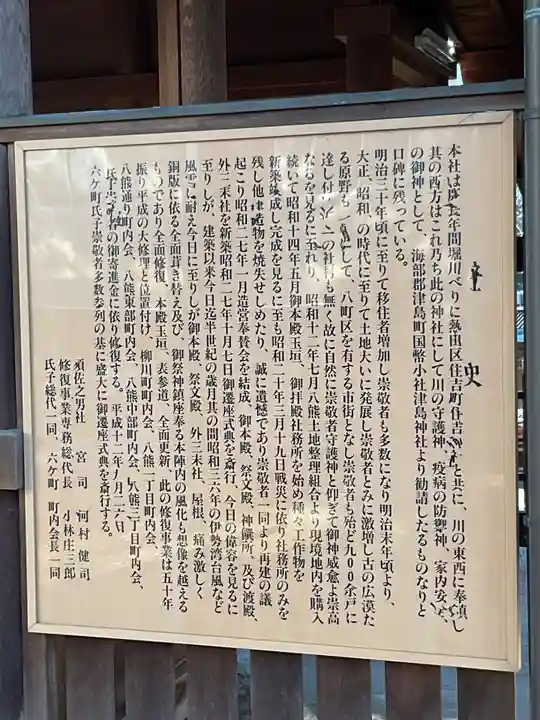 社
史
本社は 年間堀川べりに熱田区住吉町住吉 と共に、川の東西に奉遷し
其の西方はこれ乃ち此の神社にして川の守護神、疫病の防禦神、家内安全、
の御神として、海部郡津島町国幣小社津島神社より勧請したるものなりと
口碑に残っている。
明治三十年頃に至りて移住者増加し崇敬者も多数になり明治末年頃より、
大正、昭和の時代に至りて土地大いに発展し崇敬者とみに激増し古の広漠た
る原野も して、八町区を有する市街となし崇敬者も殆ど九〇〇余戸に
達し付 の社 も無く故に自然に崇敬者守護神と仰ぎて御神威愈よ崇高
なるを見るに至れり、昭和十二年七月八熊土地整理組合より現境地内を購入
続いて昭和十四年五月御本殿玉垣、御拝殿社務所を始め種々工作物を
新築竣成し完成を見るに至も昭和二十年三月十九日戦災に依り社務所のみを
残し他建造物を焼失せしめたり、誠に遺憾であり崇敬者一同より再建の議
起こり昭和二七年一月造営奉賛会を結成、御本殿、祭文殿、神饌所、及び渡殿、
外三末社を新築昭和二七年十月七日御遷座式典を斎行、今日の偉容を見るに
至りしが、建築以来今日迄半世紀の歳月其の間昭和三六年の伊勢湾台風など
風雪に耐え今日に至りしが御本殿、祭文殿、外三末社、屋根、痛み激しく
銅版に依る全面葺き替え及び、御祭神鎮座奉る本陣内の風化も想像を越える
ものであり全面修復、本殿玉垣、表参道、全面更新、此の修復事業は五十年
振り平成の大修理と位置付け、柳川町町内会、八熊一丁目町内会、
八熊通り町内会、八熊東部町内会、八熊中部町内会、八熊三丁目町内会、
氏子 者の御寄進金に依り修復する。平成十二年九月二六日
六ケ町氏子崇敬者多数参列の基に盛大に御遷座式典を斎行する。
須佐之男社 宮司 河村健司
修復事業専務総代長 小林庄三郎
氏子総代一同、六ケ町 町内会長一同